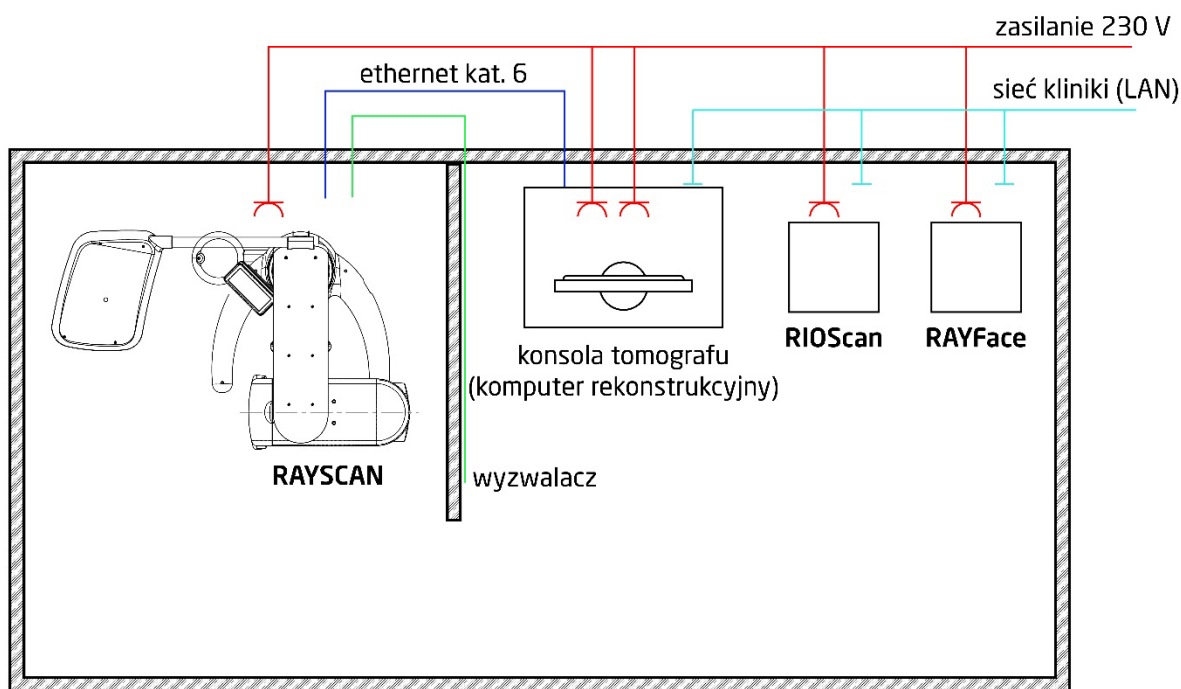 zasilanie 230 V
ethernet kat. 6
sieć kliniki (LAN)
RIOScan
RAYFace
konsola tomografu
(komputer rekonstrukcyjny)
RAYSCAN
wyzwalacz